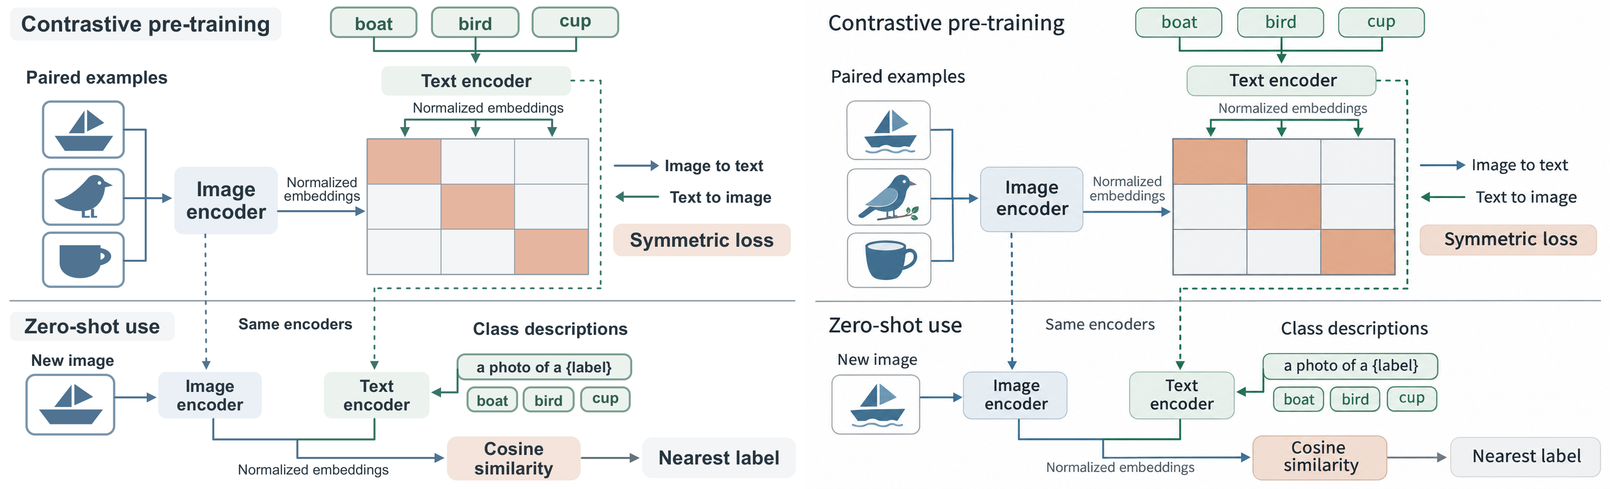 Contrastive pre-training
boat
bird
cup
Paired examples
Text encoder
Normalized embeddings
Image
encoder
Normalized
embeddings
Image to text
Text to image
Symmetric loss
Zero-shot use
Same encoders
Class descriptions
New image
a photo of a {label}
Image
encoder
Text
encoder
boat
bird
cup
Normalized embeddings
Cosine
similarity
Nearest label
Contrastive pre-training
boat
bird
cup
Paired examples
Text encoder
Normalized embeddings
Image
encoder
Normalized
embeddings
Image to text
Text to image
Symmetric loss
Zero-shot use
Same encoders
Class descriptions
New image
a photo of a {label}
Image
encoder
Text
encoder
boat
bird
cup
Normalized embeddings
Cosine
similarity
Nearest label